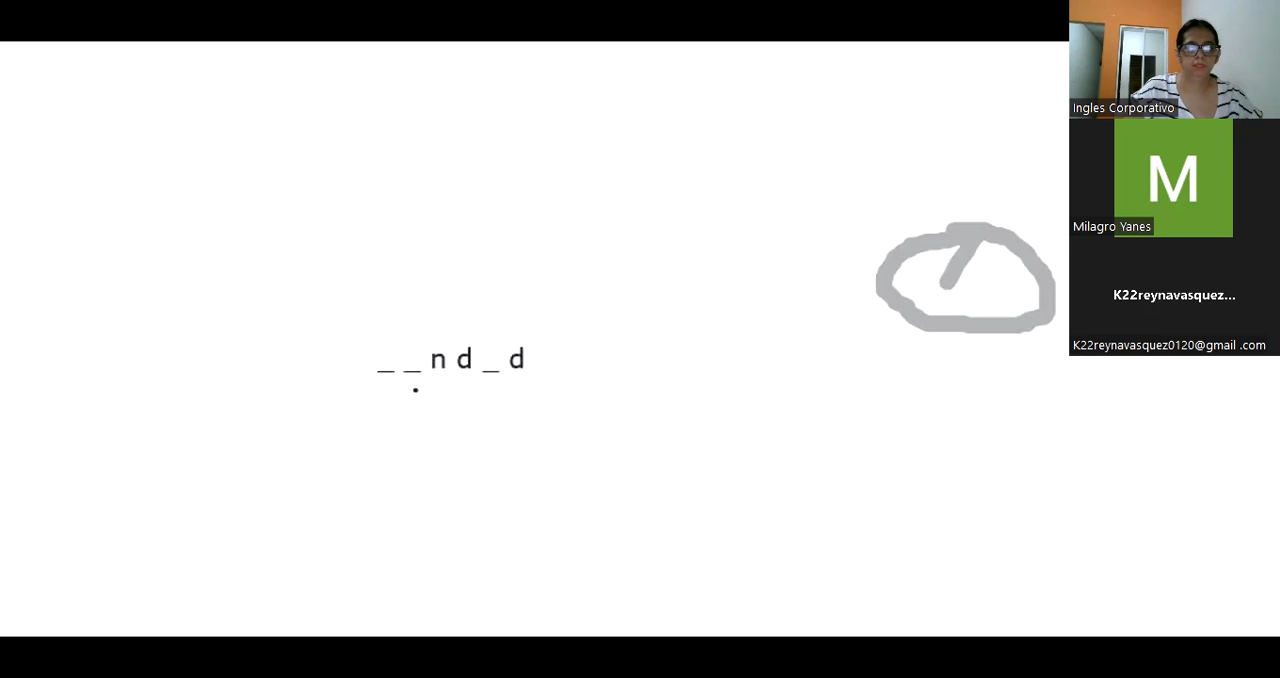 Ingles Corporativo
M
Milagro Yanes
K22reynavasquez...
K22reynavasquez0120@gmail .com
_ _ n d _ d
.